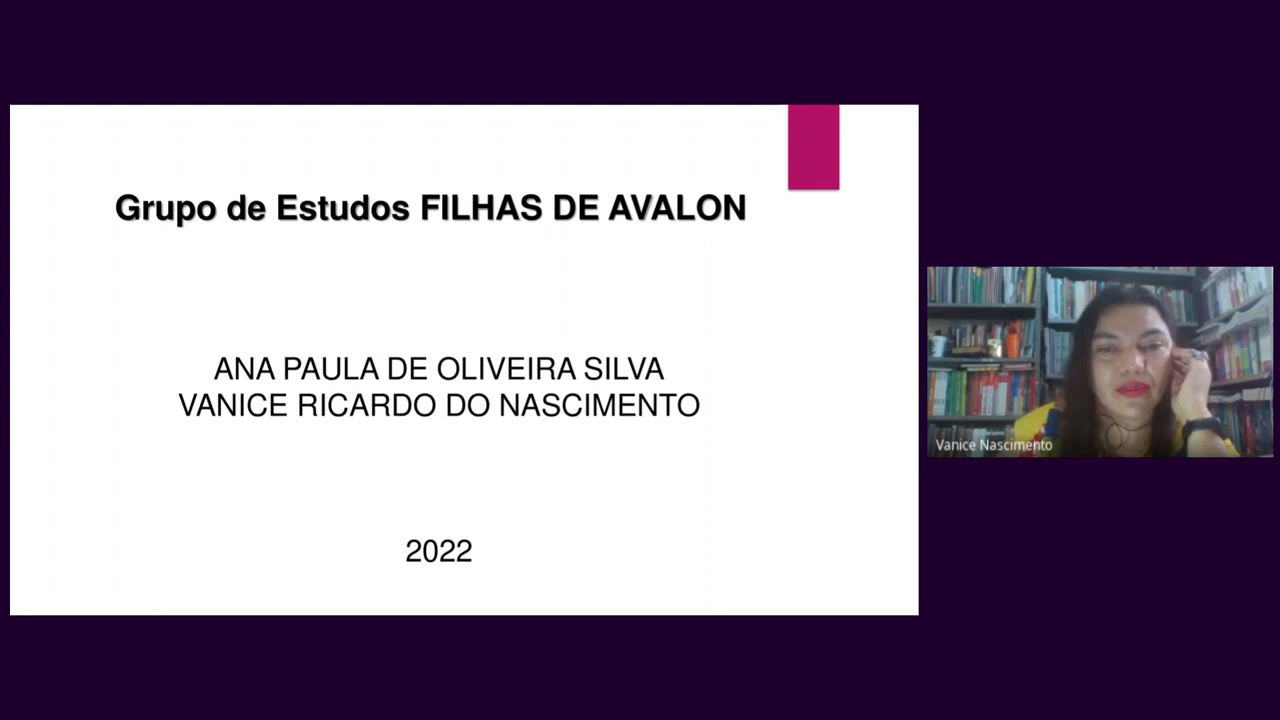 Grupo de Estudos FILHAS DE AVALON
ANA PAULA DE OLIVEIRA SILVA
VANICE RICARDO DO NASCIMENTO
2022
Vanice Nascimento